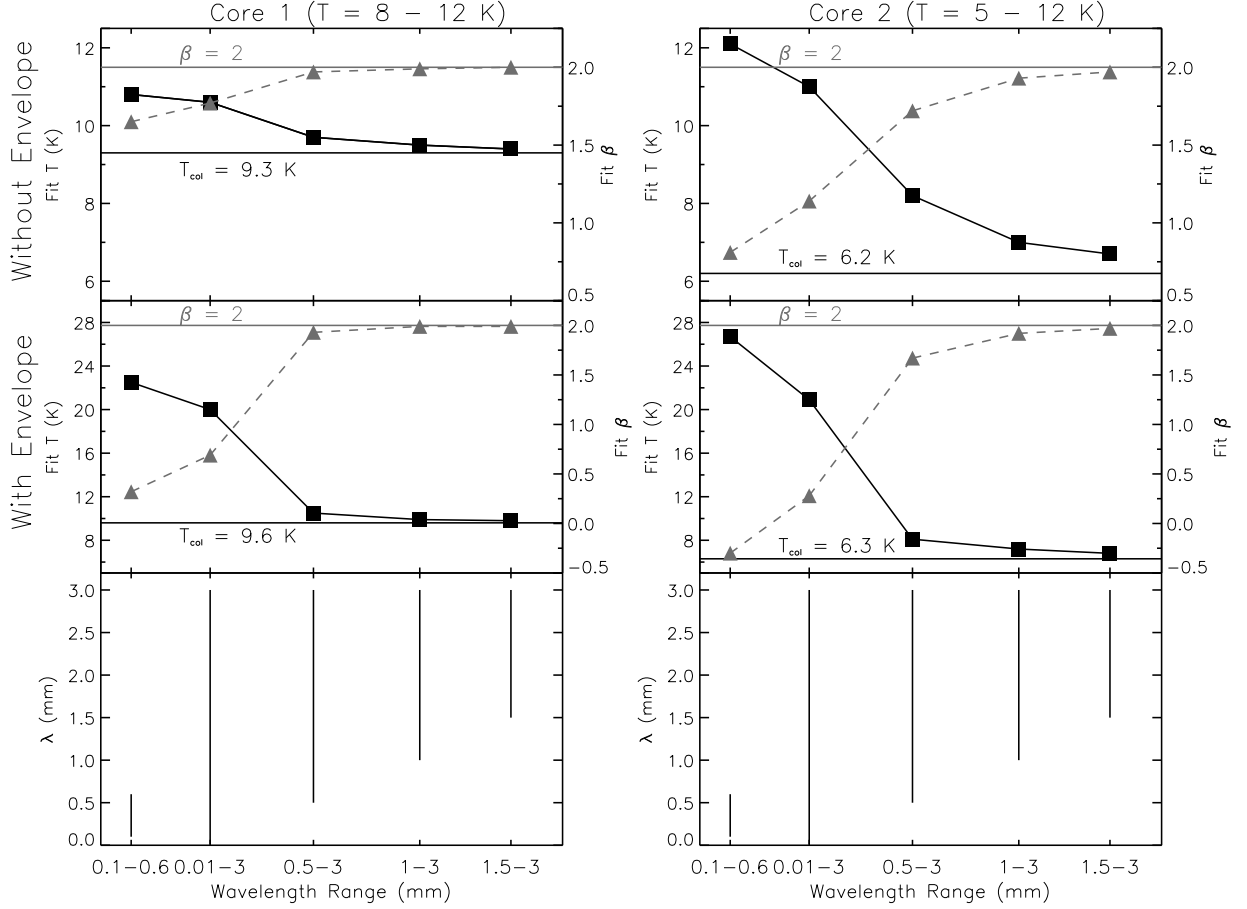 Core 1 (T = 8 − 12 K)
Core 2 (T = 5 − 12 K)
Without Envelope
Fit T (K)
12
10
8
6
β = 2
T_col = 9.3 K
2.0
1.5
1.0
0.5
Fit β
Fit T (K)
12
10
8
6
β = 2
T_col = 6.2 K
2.0
1.5
1.0
0.5
Fit β
With Envelope
Fit T (K)
28
24
20
16
12
8
β = 2
T_col = 9.6 K
2.0
1.5
1.0
0.5
0.0
−0.5
Fit β
Fit T (K)
28
24
20
16
12
8
β = 2
T_col = 6.3 K
2.0
1.5
1.0
0.5
0.0
−0.5
Fit β
λ (mm)
3.0
2.5
2.0
1.5
1.0
0.5
0.0
0.1−0.6 0.01−3 0.5−3 1−3 1.5−3
Wavelength Range (mm)
λ (mm)
3.0
2.5
2.0
1.5
1.0
0.5
0.0
0.1−0.6 0.01−3 0.5−3 1−3 1.5−3
Wavelength Range (mm)